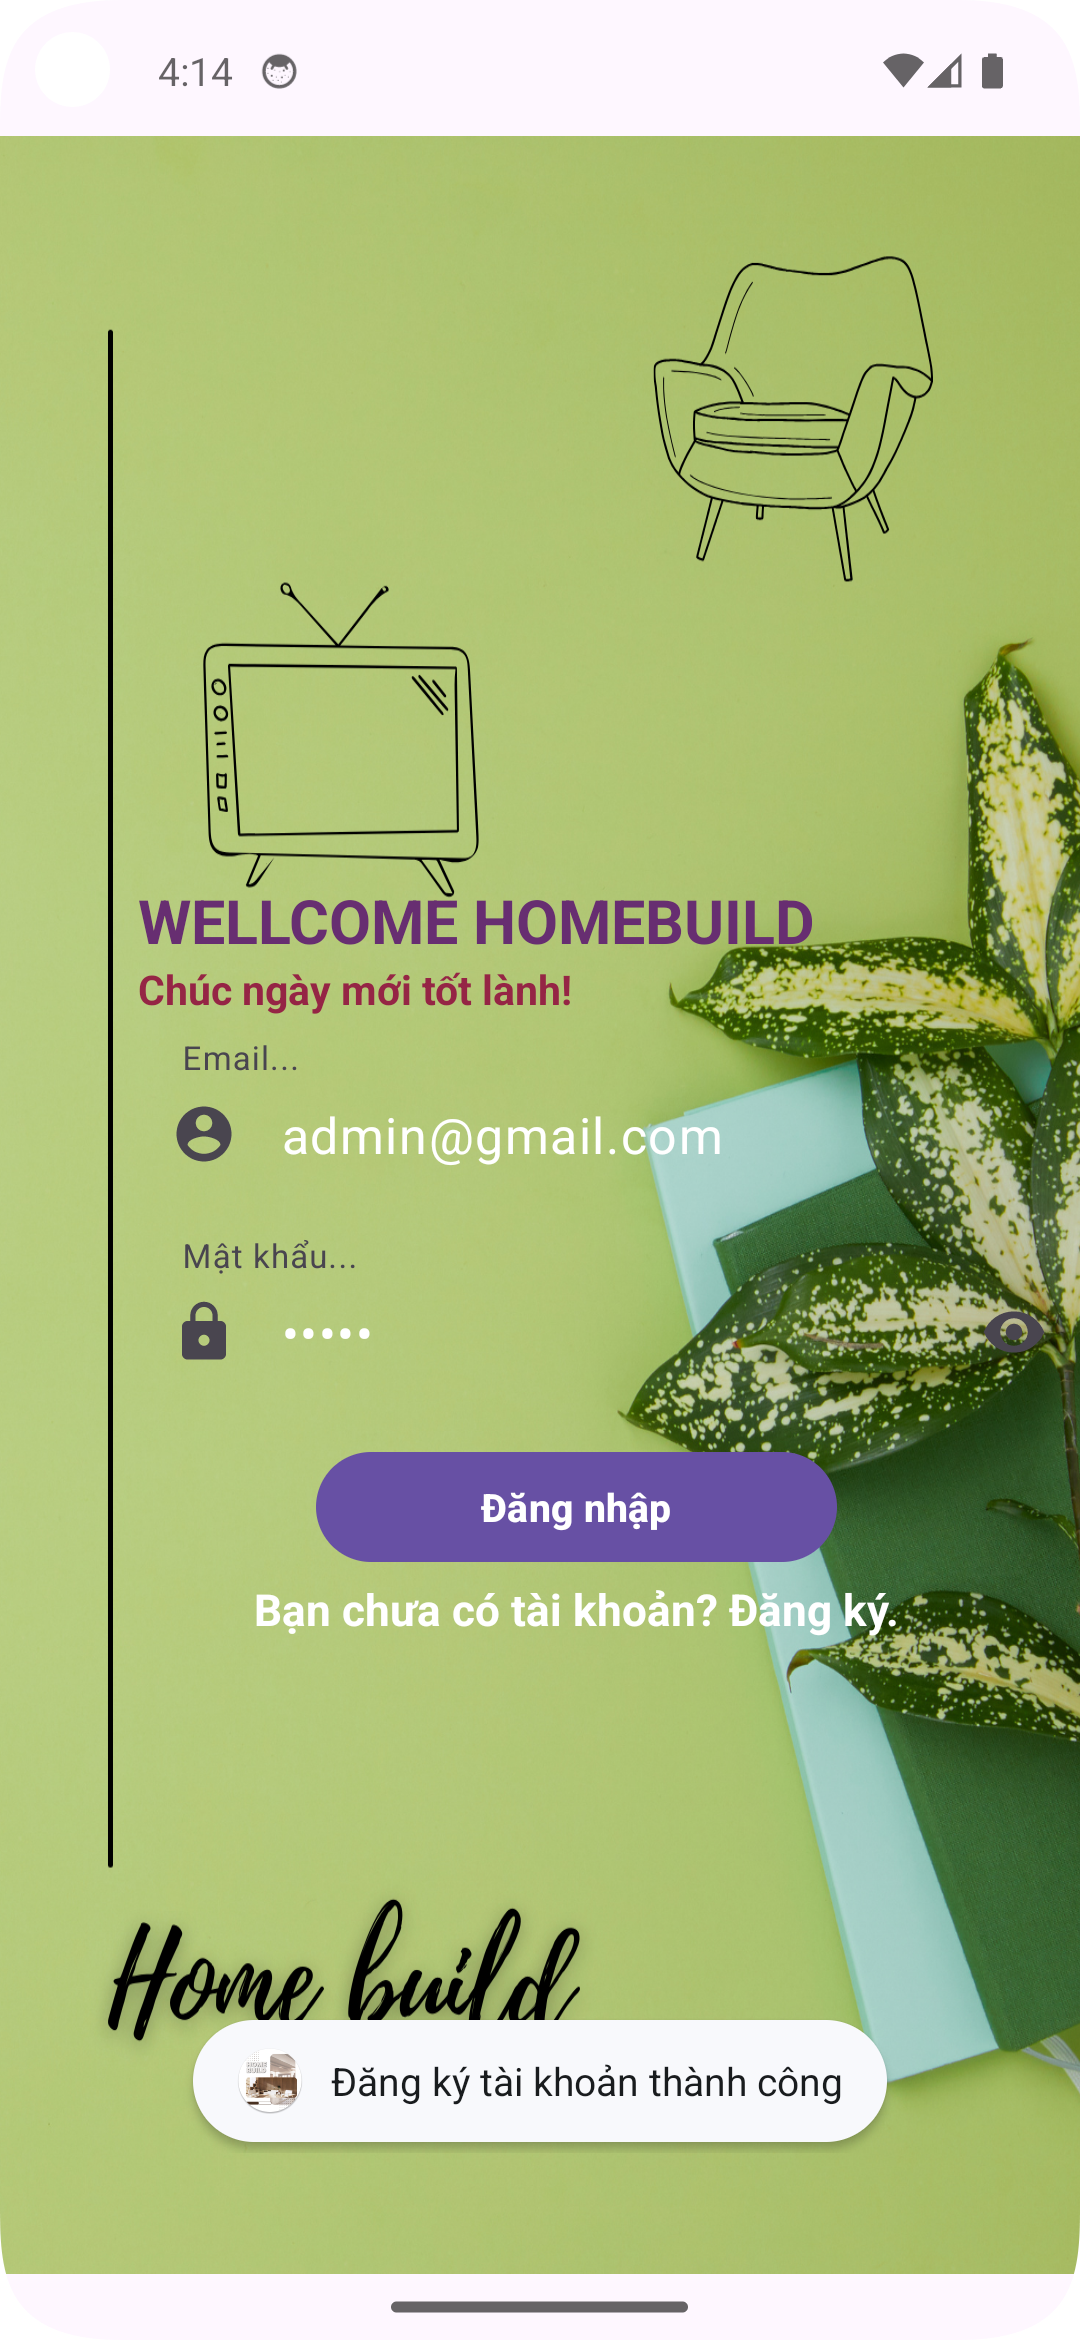 4:14
WELLCOME HOMEBUILD
Chúc ngày mới tốt lành!
Email...
admin@gmail.com
Mật khẩu...
•••••
Đăng nhập
Bạn chưa có tài khoản? Đăng ký.
Home build
Đăng ký tài khoản thành công